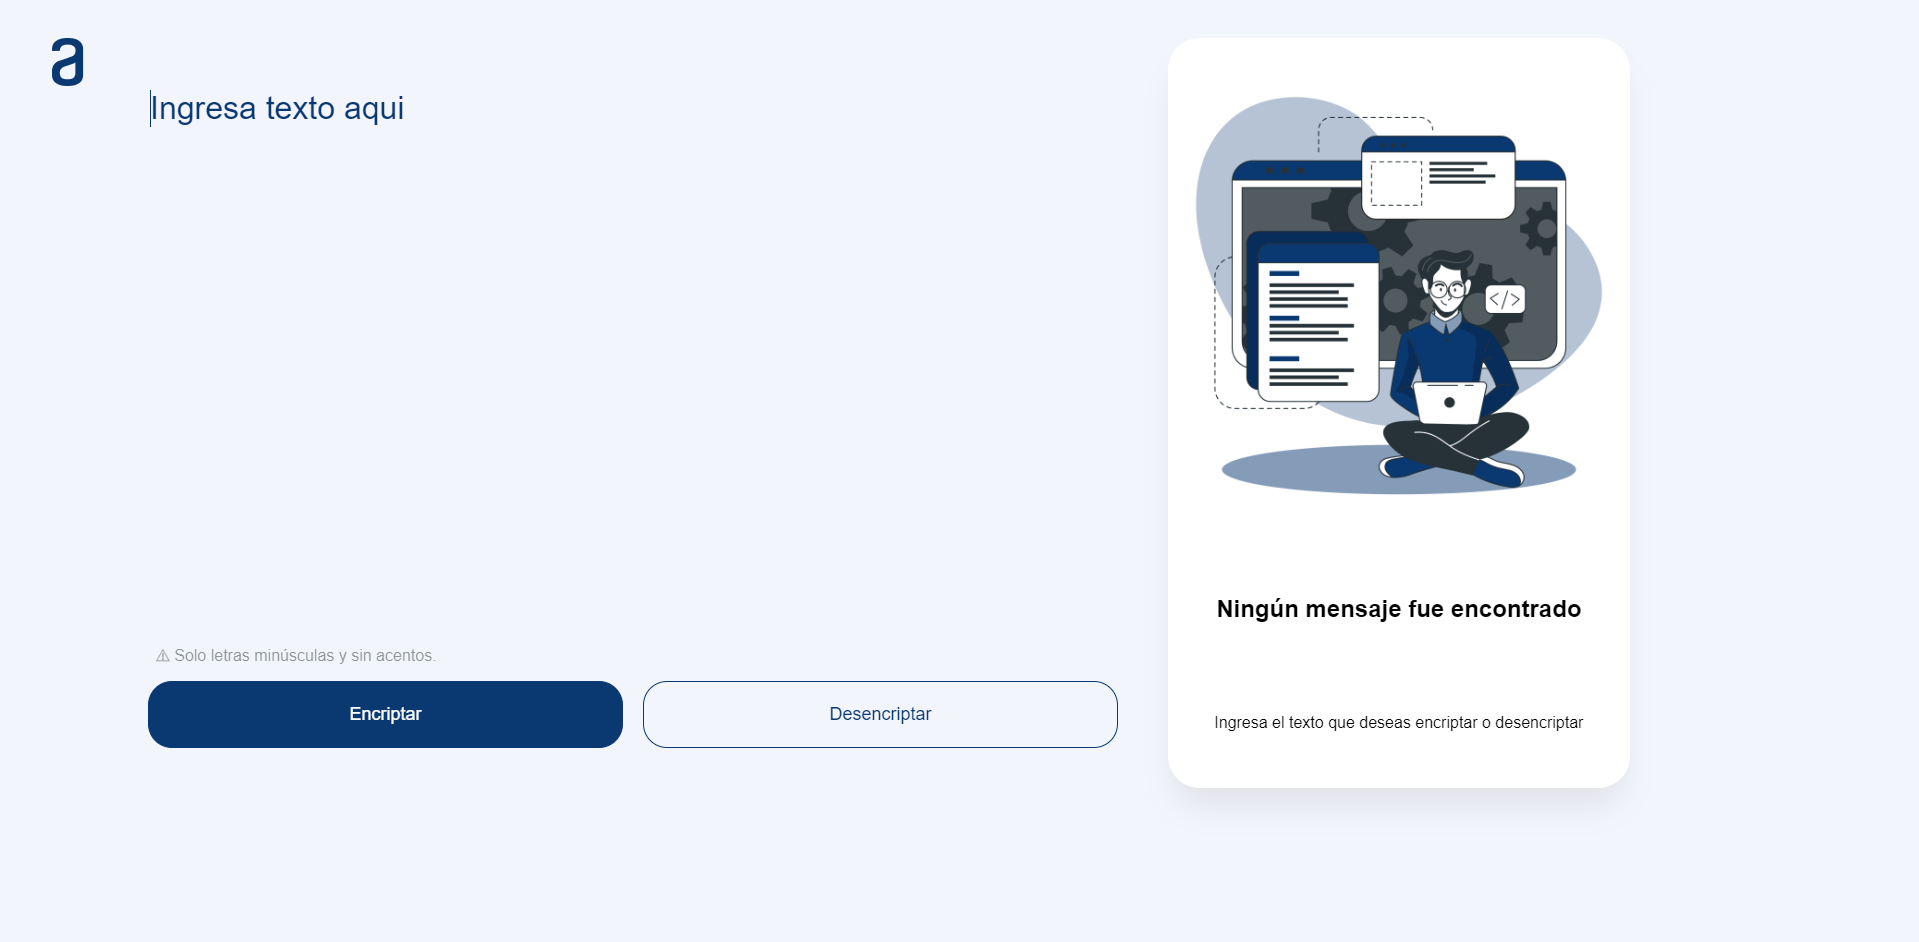 a
Ingresa texto aqui
⚠ Solo letras minúsculas y sin acentos.
Encriptar
Desencriptar
</>
Ningún mensaje fue encontrado
Ingresa el texto que deseas encriptar o desencriptar